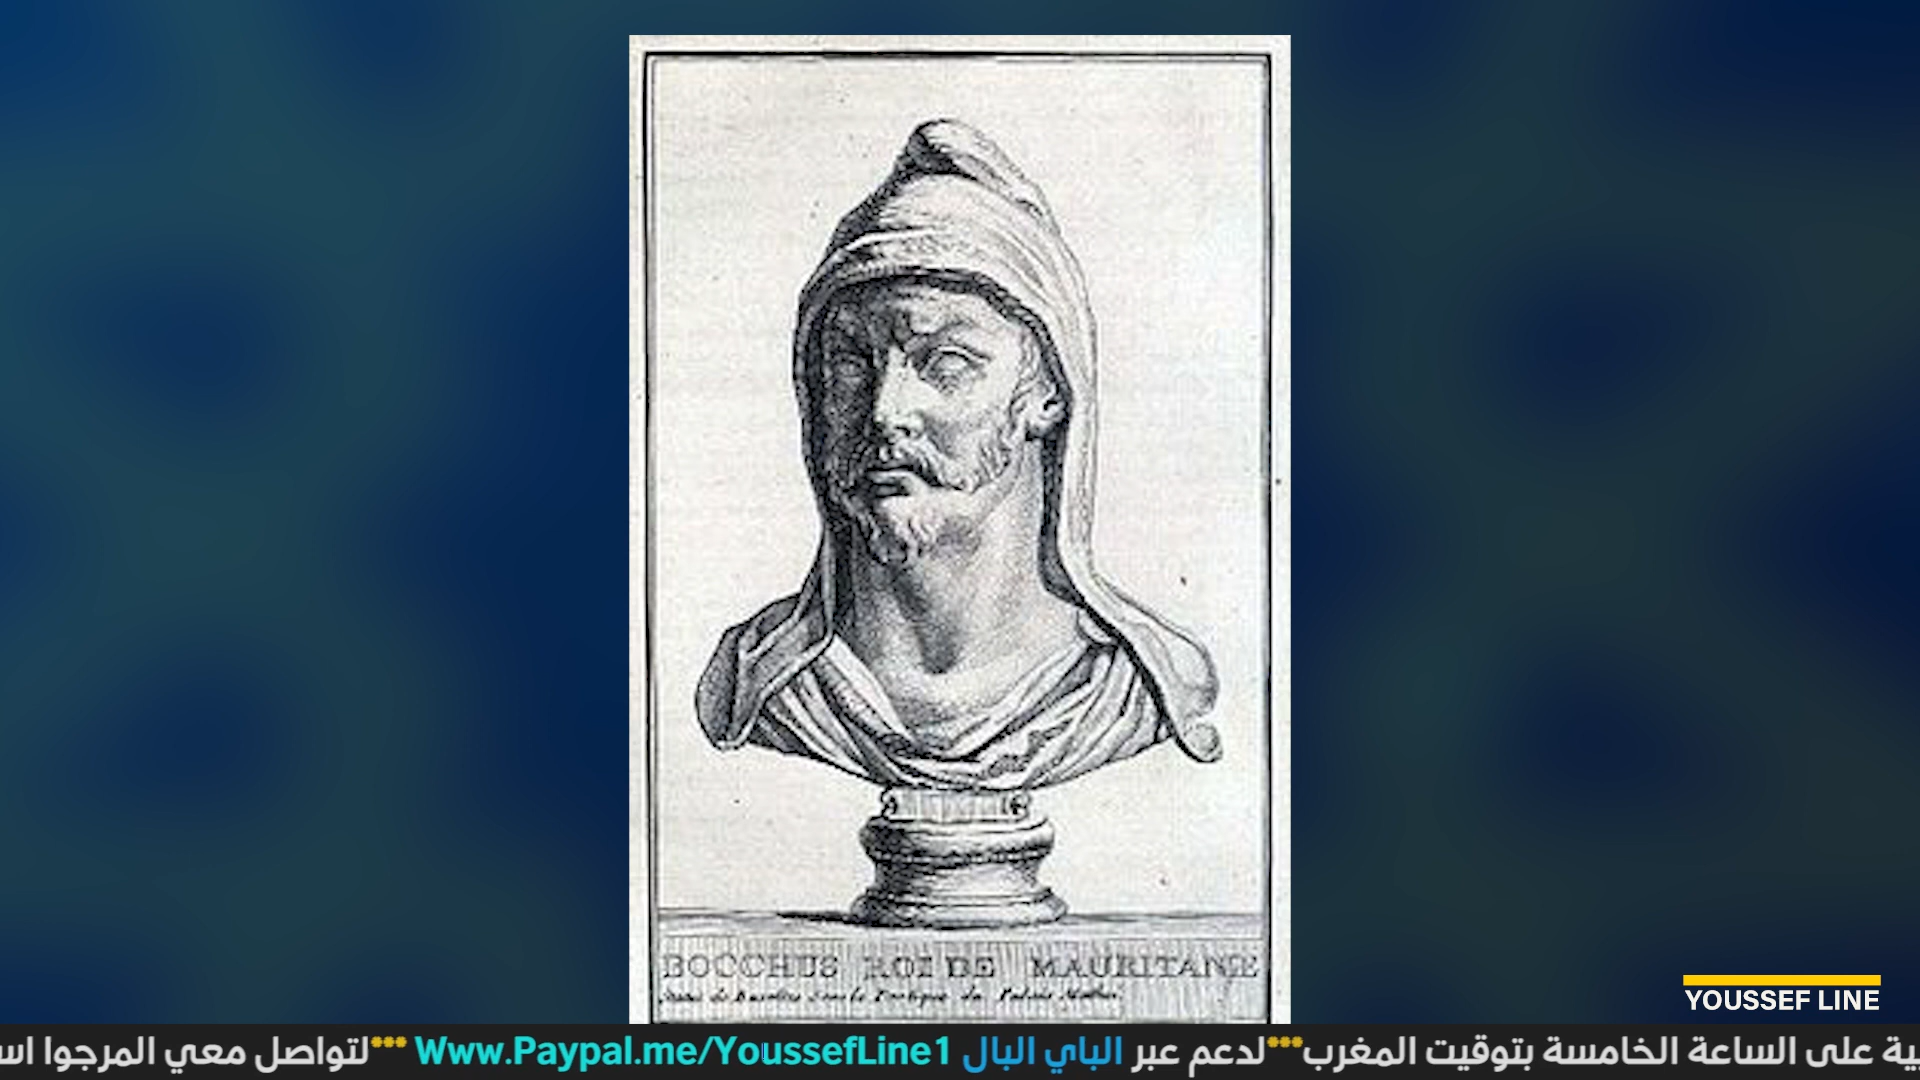 BOCCHUS ROI DE MAURITANIE
YOUSSEF LINE
ية على الساعة الخامسة بتوقيت المغرب***لدعم عبر الباي البال Www.Paypal.me/YoussefLine1 ***لتواصل معي المرجوا اس